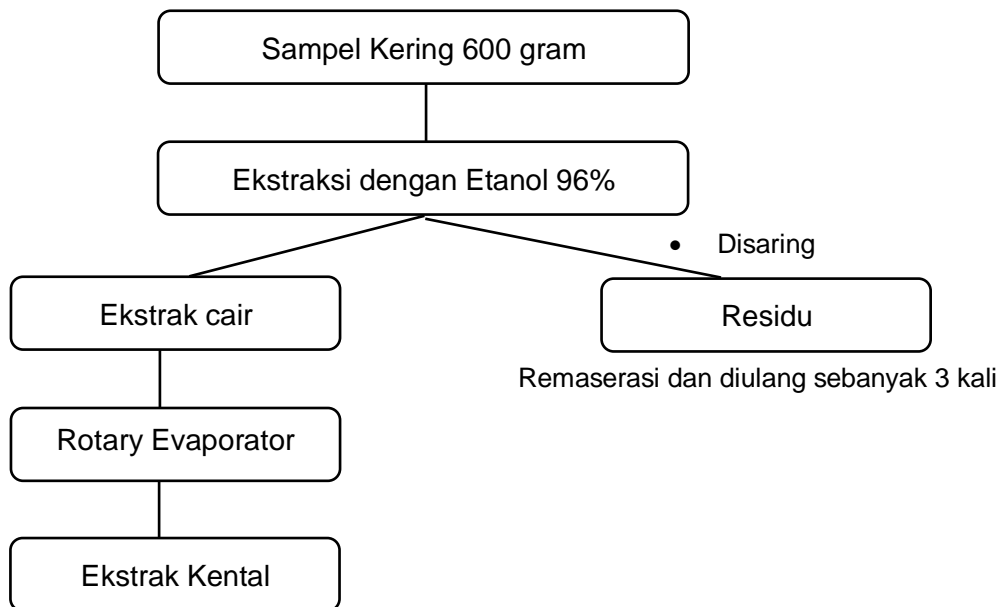 Sampel Kering 600 gram
Ekstraksi dengan Etanol 96%
• Disaring
Ekstrak cair
Residu
Remaserasi dan diulang sebanyak 3 kali
Rotary Evaporator
Ekstrak Kental